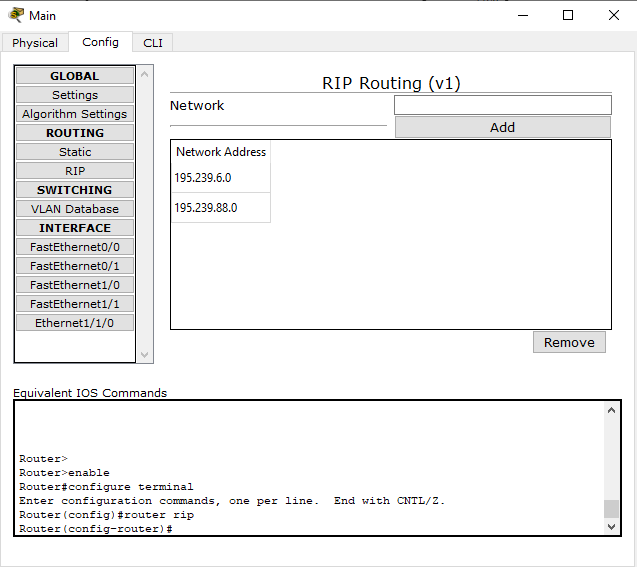 Main
Physical
Config
CLI
GLOBAL
Settings
Algorithm Settings
ROUTING
Static
RIP
SWITCHING
VLAN Database
INTERFACE
FastEthernet0/0
FastEthernet0/1
FastEthernet1/0
FastEthernet1/1
Ethernet1/1/0
RIP Routing (v1)
Network
Add
Network Address
195.239.6.0
195.239.88.0
Remove
Equivalent IOS Commands
Router>
Router>enable
Router#configure terminal
Enter configuration commands, one per line.  End with CNTL/Z.
Router(config)#router rip
Router(config-router)#